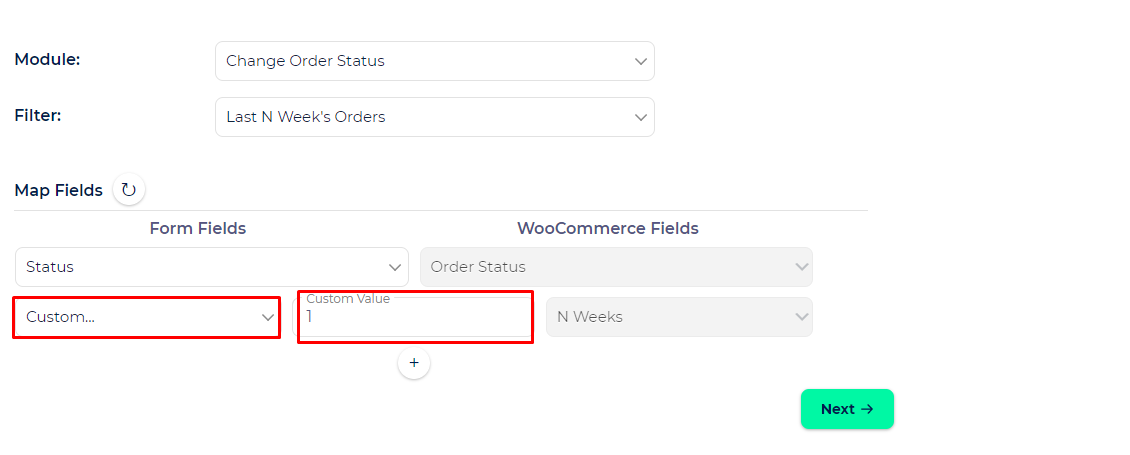 Module:
Change Order Status
Filter:
Last N Week's Orders
Map Fields
Form Fields
WooCommerce Fields
Status
Order Status
Custom...
Custom Value
1
N Weeks
+
Next →